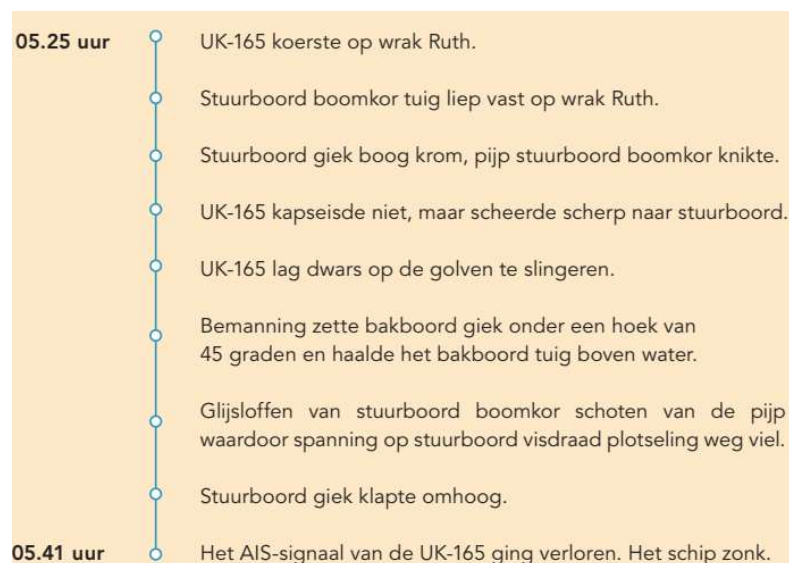 05.25 uur UK-165 koerste op wrak Ruth.
Stuurboord boomkor tuig liep vast op wrak Ruth.
Stuurboord giek boog krom, pijp stuurboord boomkor knikte.
UK-165 kapseisde niet, maar scheerde scherp naar stuurboord.
UK-165 lag dwars op de golven te slingeren.
Bemanning zette bakboord giek onder een hoek van
45 graden en haalde het bakboord tuig boven water.
Glijsloffen van stuurboord boomkor schoten van de pijp
waardoor spanning op stuurboord visdraad plotseling weg viel.
Stuurboord giek klapte omhoog.
05.41 uur Het AIS-signaal van de UK-165 ging verloren. Het schip zonk.